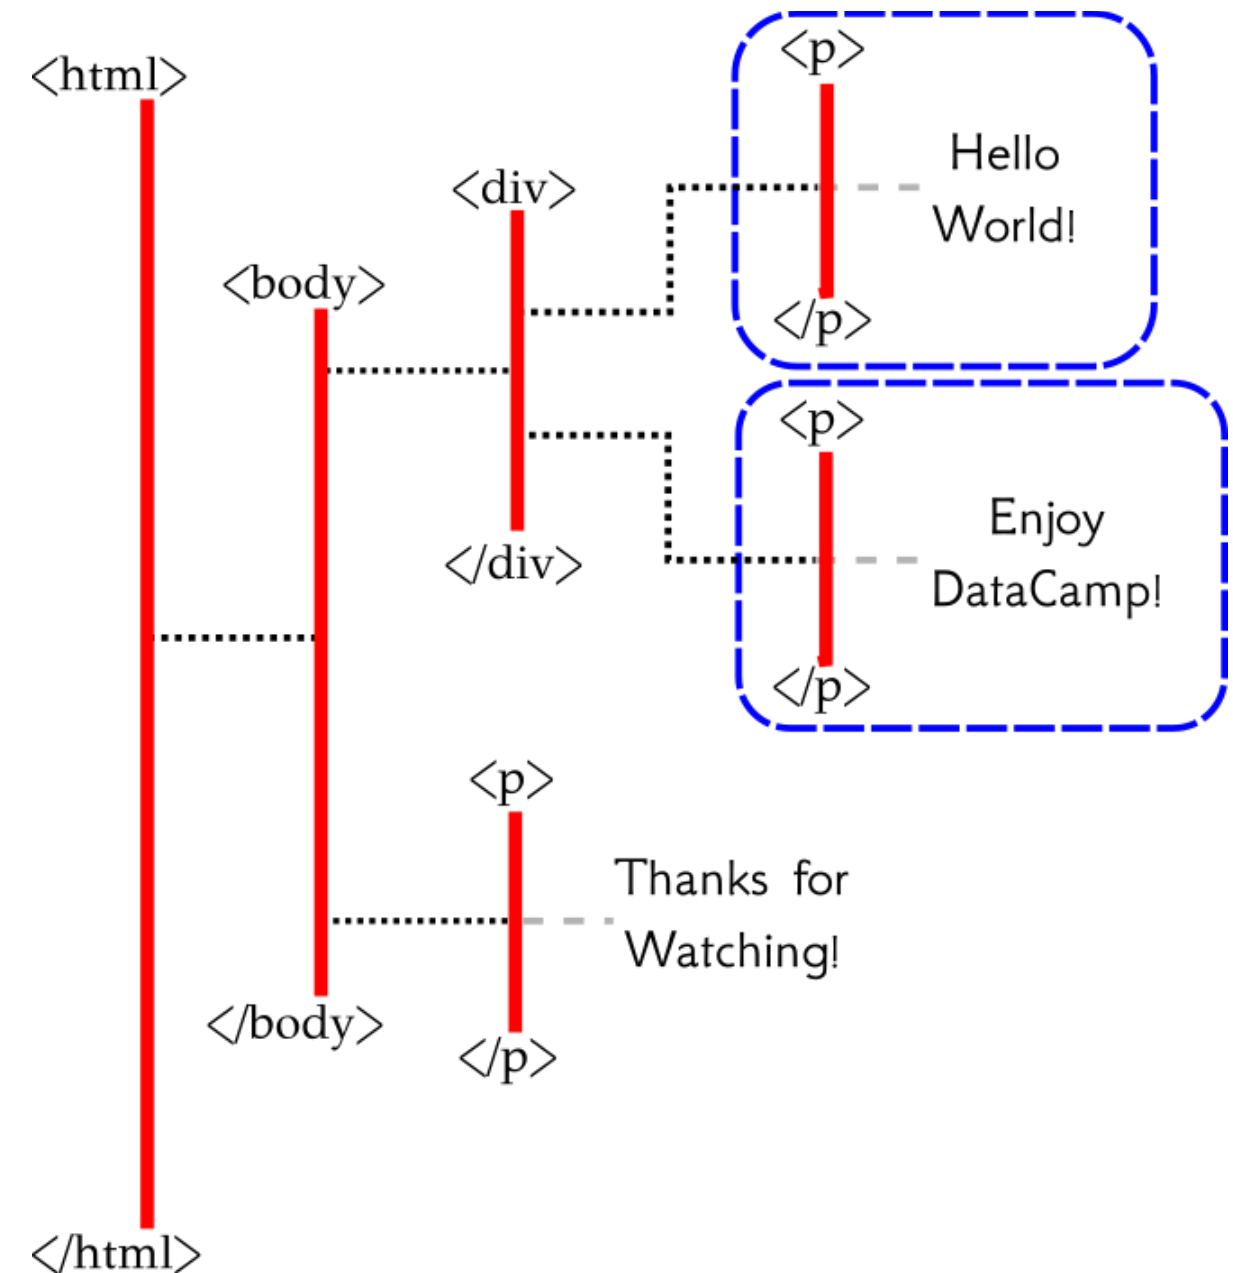 <html>
<body>
<div>
<p>
Hello
World!
</p>
<p>
Enjoy
DataCamp!
</p>
</div>
<p>
Thanks for
Watching!
</p>
</body>
</html>